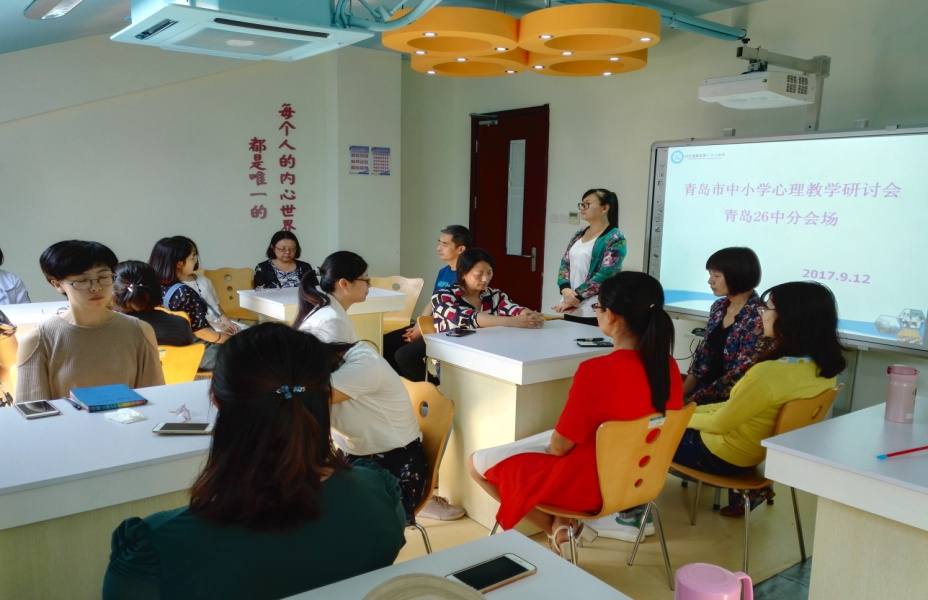 每个人的内心世界
都是唯一的
青岛市中小学心理教学研讨会
青岛26中分会场
2017.9.12